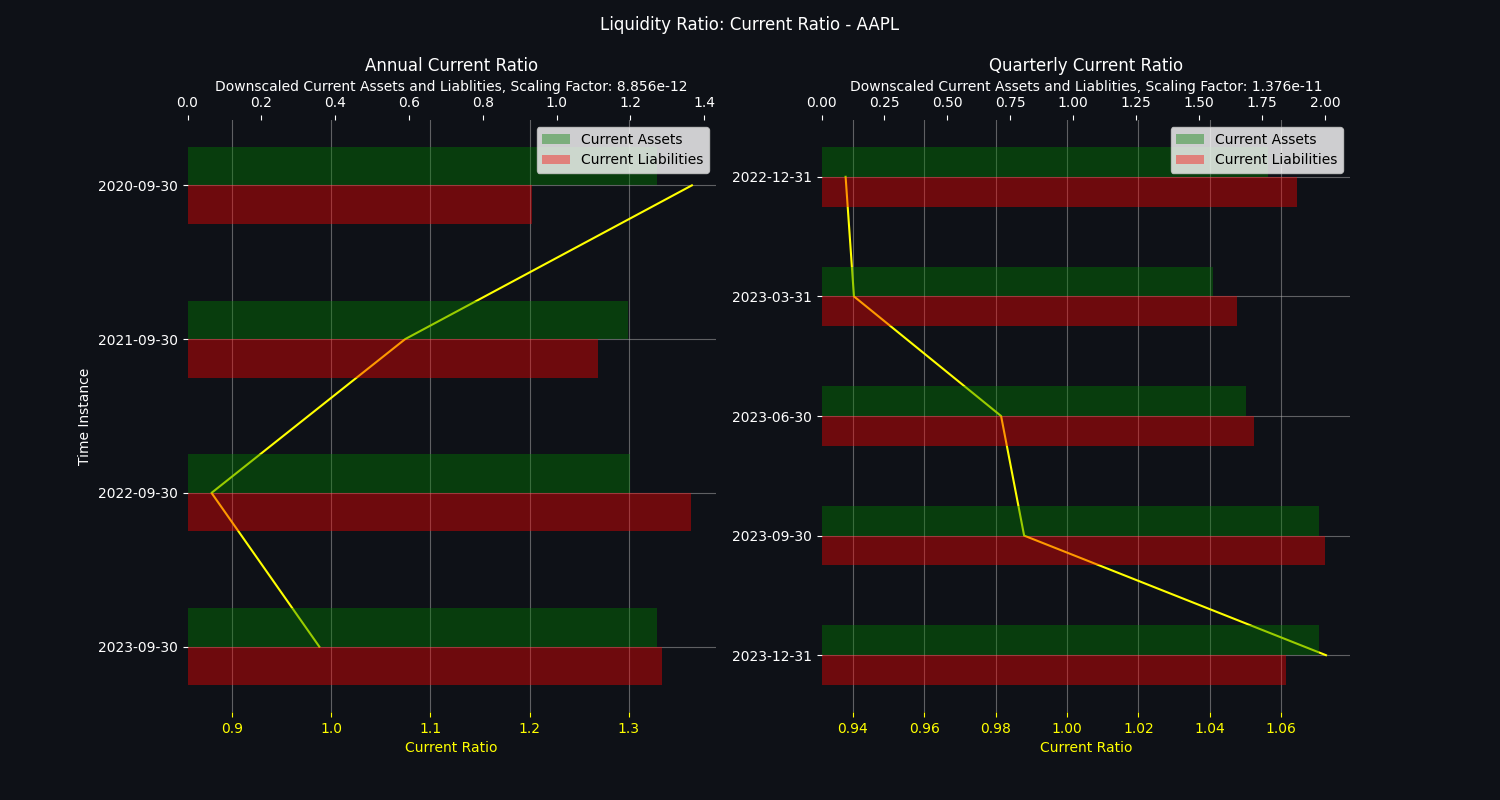 Liquidity Ratio: Current Ratio - AAPL
Annual Current Ratio
Downscaled Current Assets and Liablities, Scaling Factor: 8.856e-12
0.0 0.2 0.4 0.6 0.8 1.0 1.2 1.4
Current Assets
Current Liabilities
2020-09-30
2021-09-30
2022-09-30
2023-09-30
Time Instance
0.9 1.0 1.1 1.2 1.3
Current Ratio
Quarterly Current Ratio
Downscaled Current Assets and Liablities, Scaling Factor: 1.376e-11
0.00 0.25 0.50 0.75 1.00 1.25 1.50 1.75 2.00
Current Assets
Current Liabilities
2022-12-31
2023-03-31
2023-06-30
2023-09-30
2023-12-31
0.94 0.96 0.98 1.00 1.02 1.04 1.06
Current Ratio